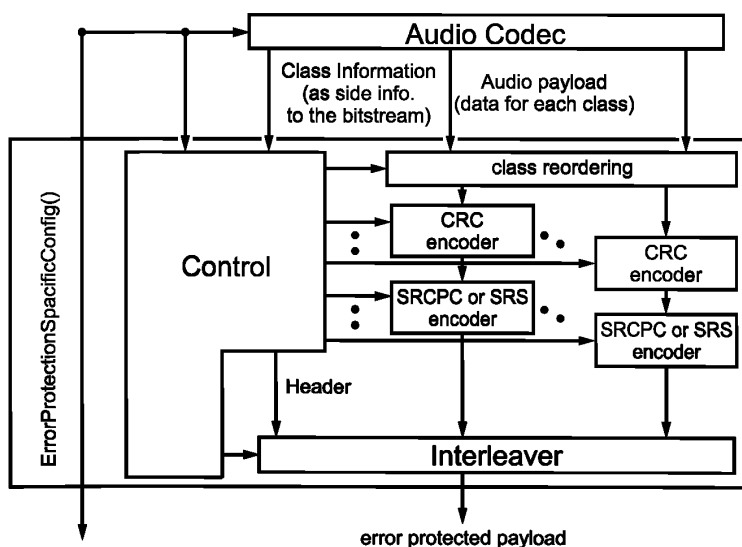 Audio Codec
Class Information
(as side info.
to the bitstream)
Audio payload
(data for each class)
class reordering
CRC
encoder
CRC
encoder
Control
SRCPC or SRS
encoder
SRCPC or SRS
encoder
Header
Interleaver
ErrorProtectionSpacificConfig()
error protected payload